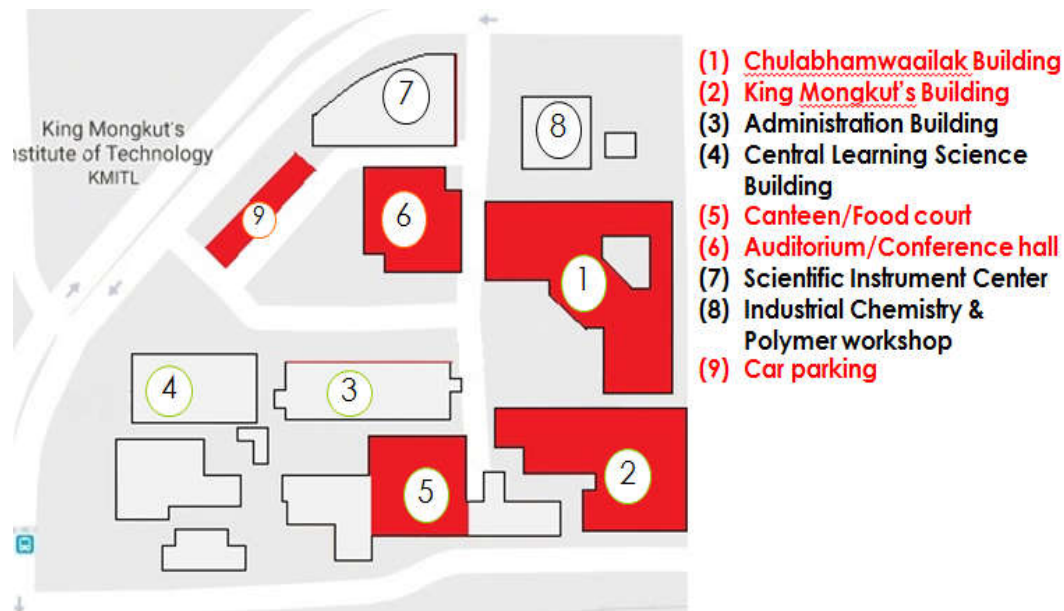 King Mongkut's
nstitute of Technology
KMITL
7
8
9
6
1
4
3
5
2
(1) Chulabhamwaailak Building
(2) King Mongkut's Building
(3) Administration Building
(4) Central Learning Science
Building
(5) Canteen/Food court
(6) Auditorium/Conference hall
(7) Scientific Instrument Center
(8) Industrial Chemistry &
Polymer workshop
(9) Car parking